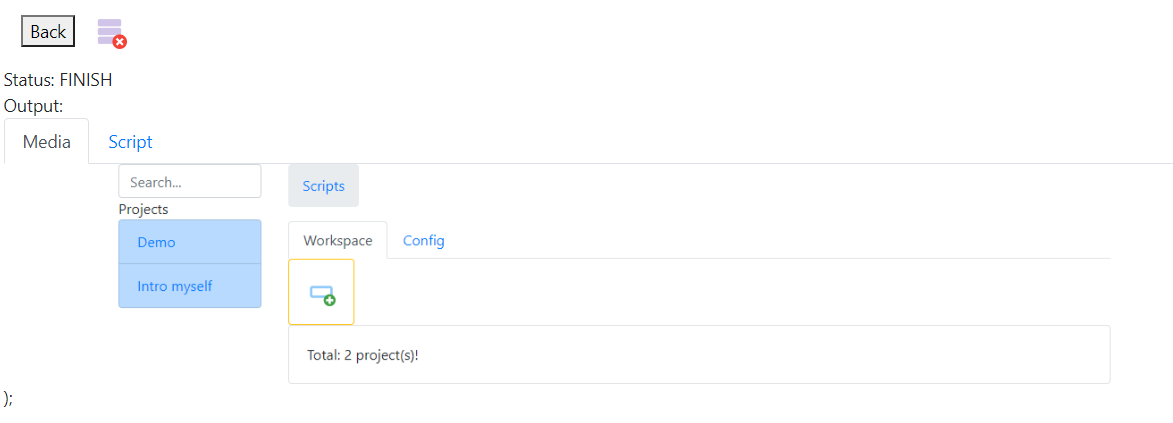 Back
Status: FINISH
Output:
Media Script
Search...
Projects
Demo
Intro myself
Scripts
Workspace Config
Total: 2 project(s)!
);